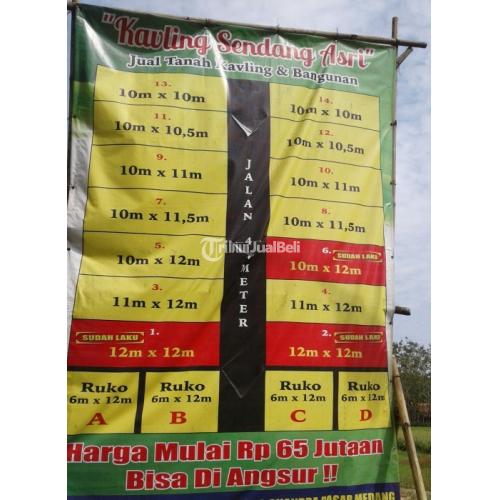 "Kavling Sendang Asri"
Jual Tanah Kavling & Bangunan
13.
10m x 10m
11.
10m x 10,5m
9.
10m x 11m
7.
10m x 11,5m
5.
10m x 12m
3.
11m x 12m
SUDAH LAKU
1.
12m x 12m
JALAN 4 METER
14.
10m x 10m
12.
10m x 10,5m
10.
10m x 11m
8.
10m x 11,5m
6.
SUDAH LAKU
10m x 12m
4.
11m x 12m
2.
SUDAH LAKU
12m x 12m
Ruko
6m x 12m
A
Ruko
6m x 12m
B
Ruko
6m x 12m
C
Ruko
6m x 12m
D
TribunJualBeli
Harga Mulai Rp 65 Jutaan
Bisa Di Angsur !!
PASAR MEDANG